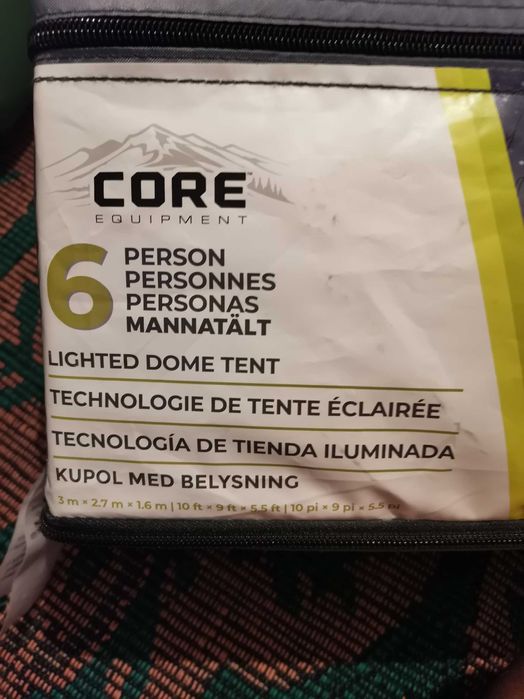 CORE™
EQUIPMENT
6
PERSON
PERSONNES
PERSONAS
MANNATÄLT
LIGHTED DOME TENT
TECHNOLOGIE DE TENTE ÉCLAIRÉE
TECNOLOGÍA DE TIENDA ILUMINADA
KUPOL MED BELYSNING
3 m × 2.7 m × 1.6 m | 10 ft × 9 ft × 5.5 ft | 10 pi × 9 pi × 5.5 pi